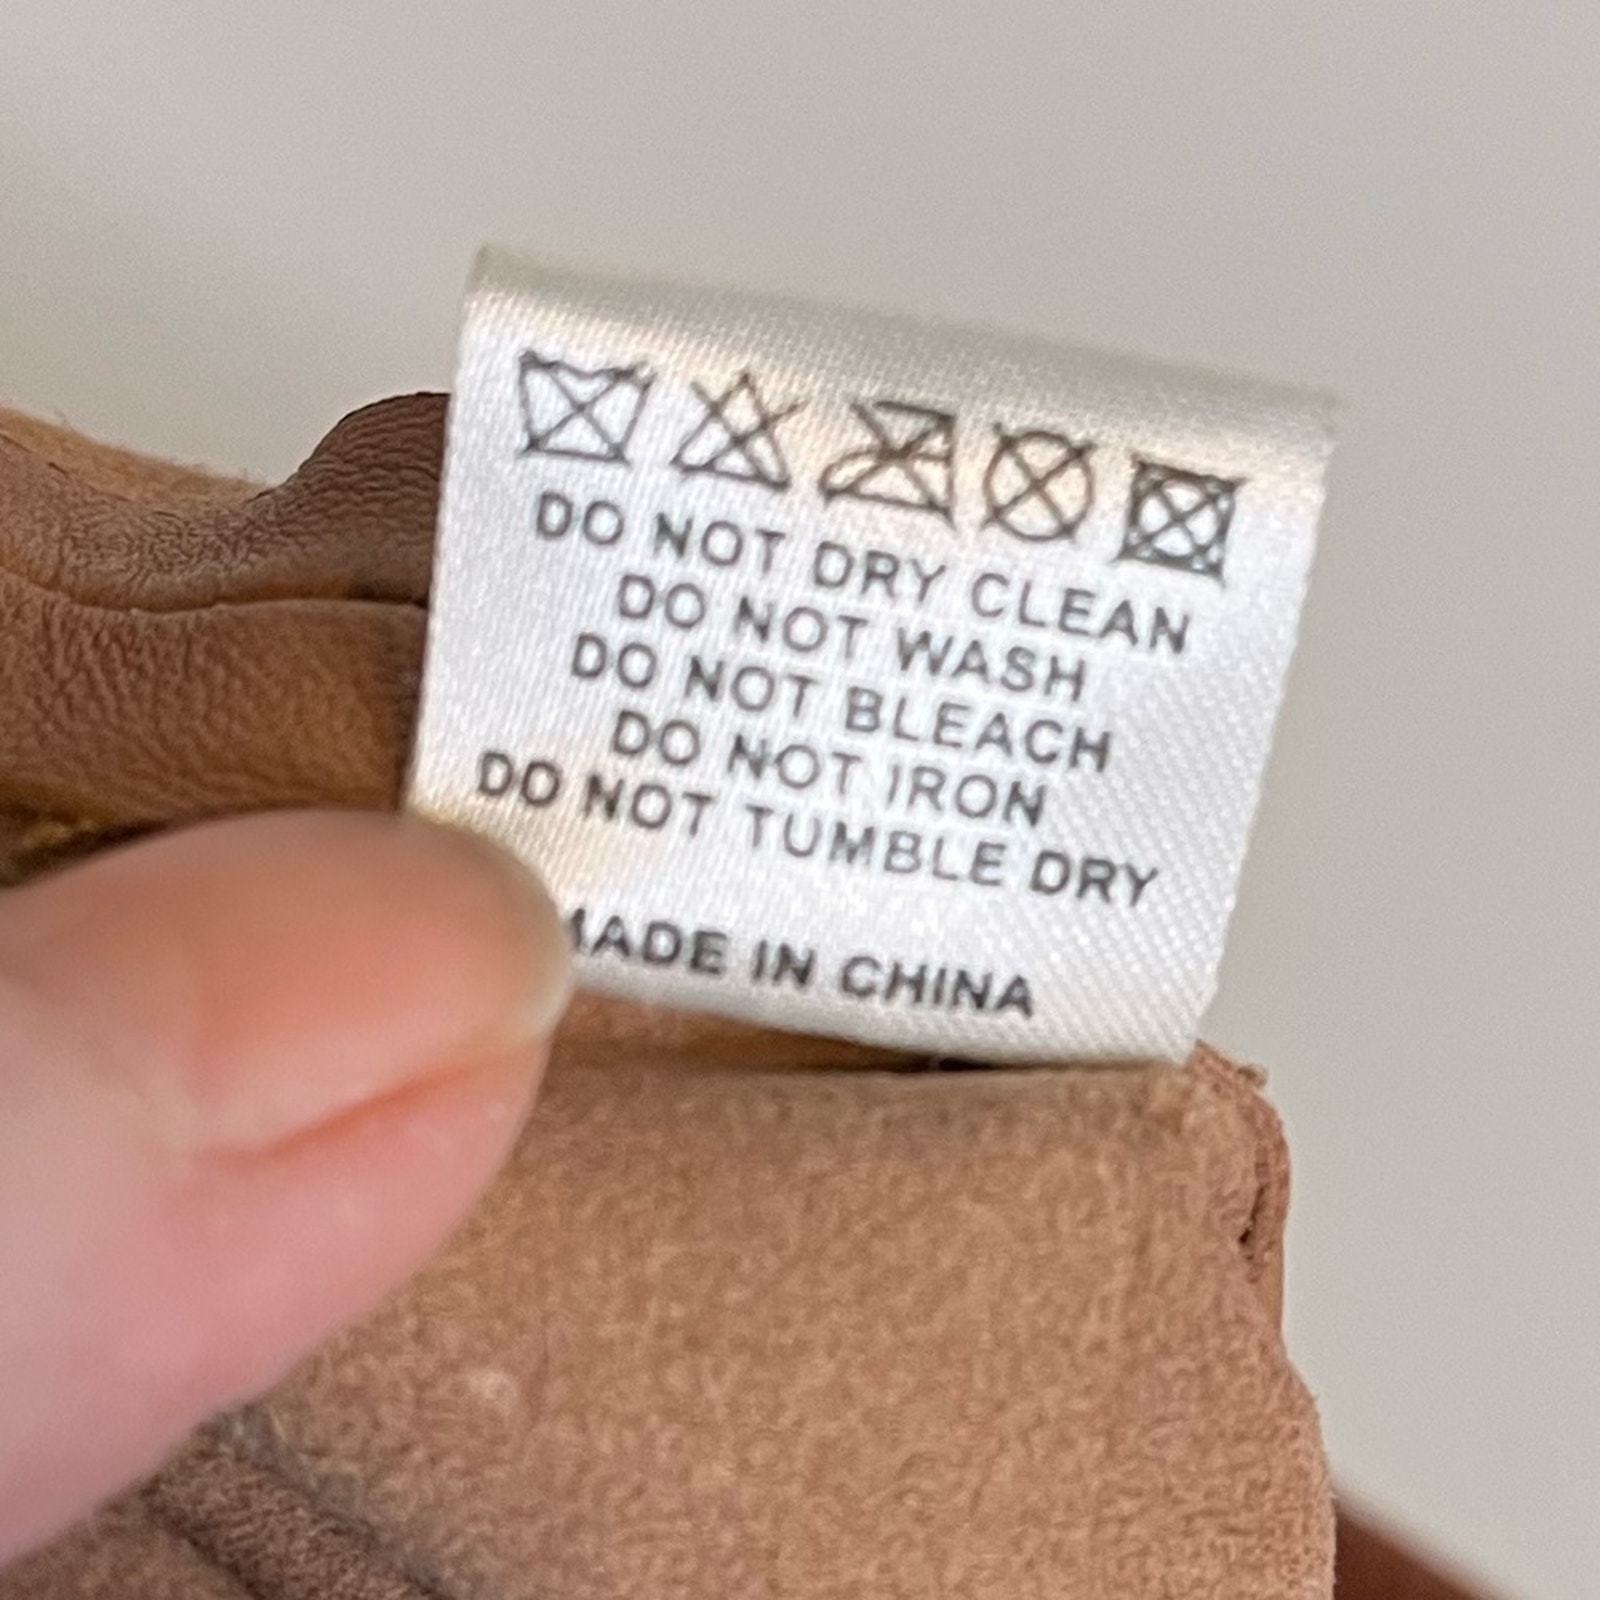 DO NOT DRY CLEAN
DO NOT WASH
DO NOT BLEACH
DO NOT IRON
DO NOT TUMBLE DRY
MADE IN CHINA